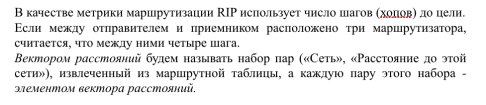 В качестве метрики маршрутизации RIP использует число шагов (хопов) до цели.
Если между отправителем и приемником расположено три маршрутизатора,
считается, что между ними четыре шага.
Вектором расстояний будем называть набор пар («Сеть», «Расстояние до этой
сети»), извлеченный из маршрутной таблицы, а каждую пару этого набора -
элементом вектора расстояний.